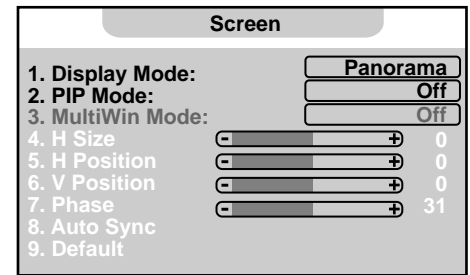 Screen
1. Display Mode: Panorama
2. PIP Mode: Off
3. MultiWin Mode: Off
4. H Size - + 0
5. H Position - + 0
6. V Position - + 0
7. Phase - + 31
8. Auto Sync
9. Default